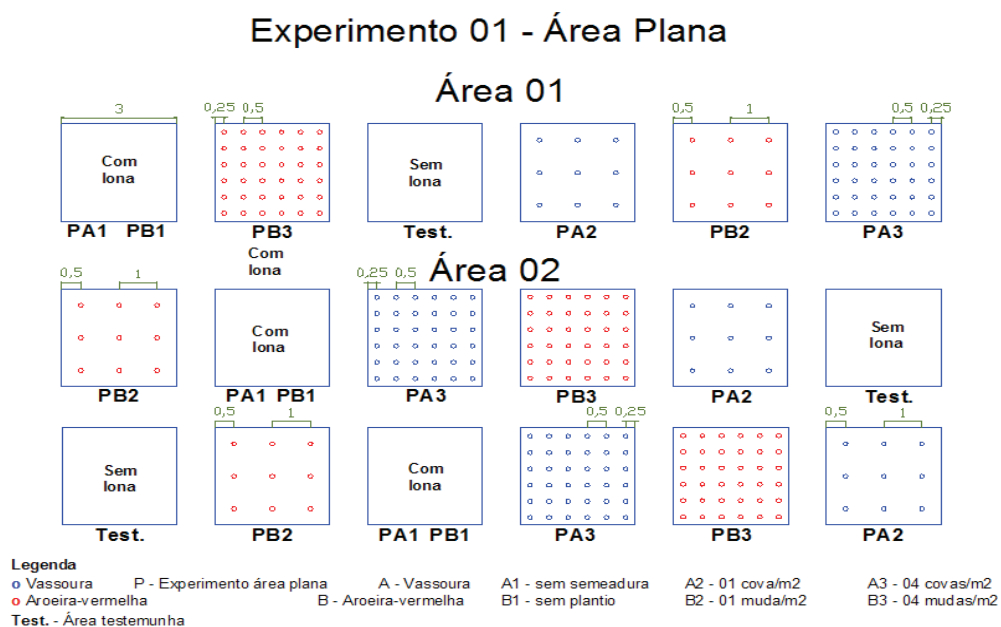 Experimento 01 - Área Plana
Área 01
3
0,25 0,5
0,5 1
0,5 0,25
Com
lona
Sem
lona
PA1 PB1 PB3 Test. PA2 PB2 PA3
Com
lona
Área 02
0,5 1
0,25 0,5
Com
lona
Sem
lona
PB2 PA1 PB1 PA3 PB3 PA2 Test.
0,5 1
0,5 0,25
0,5 1
Sem
lona
Com
lona
Test. PB2 PA1 PB1 PA3 PB3 PA2
Legenda
o Vassoura P - Experimento área plana A - Vassoura A1 - sem semeadura A2 - 01 cova/m2 A3 - 04 covas/m2
o Aroeira-vermelha B - Aroeira-vermelha B1 - sem plantio B2 - 01 muda/m2 B3 - 04 mudas/m2
Test. - Área testemunha